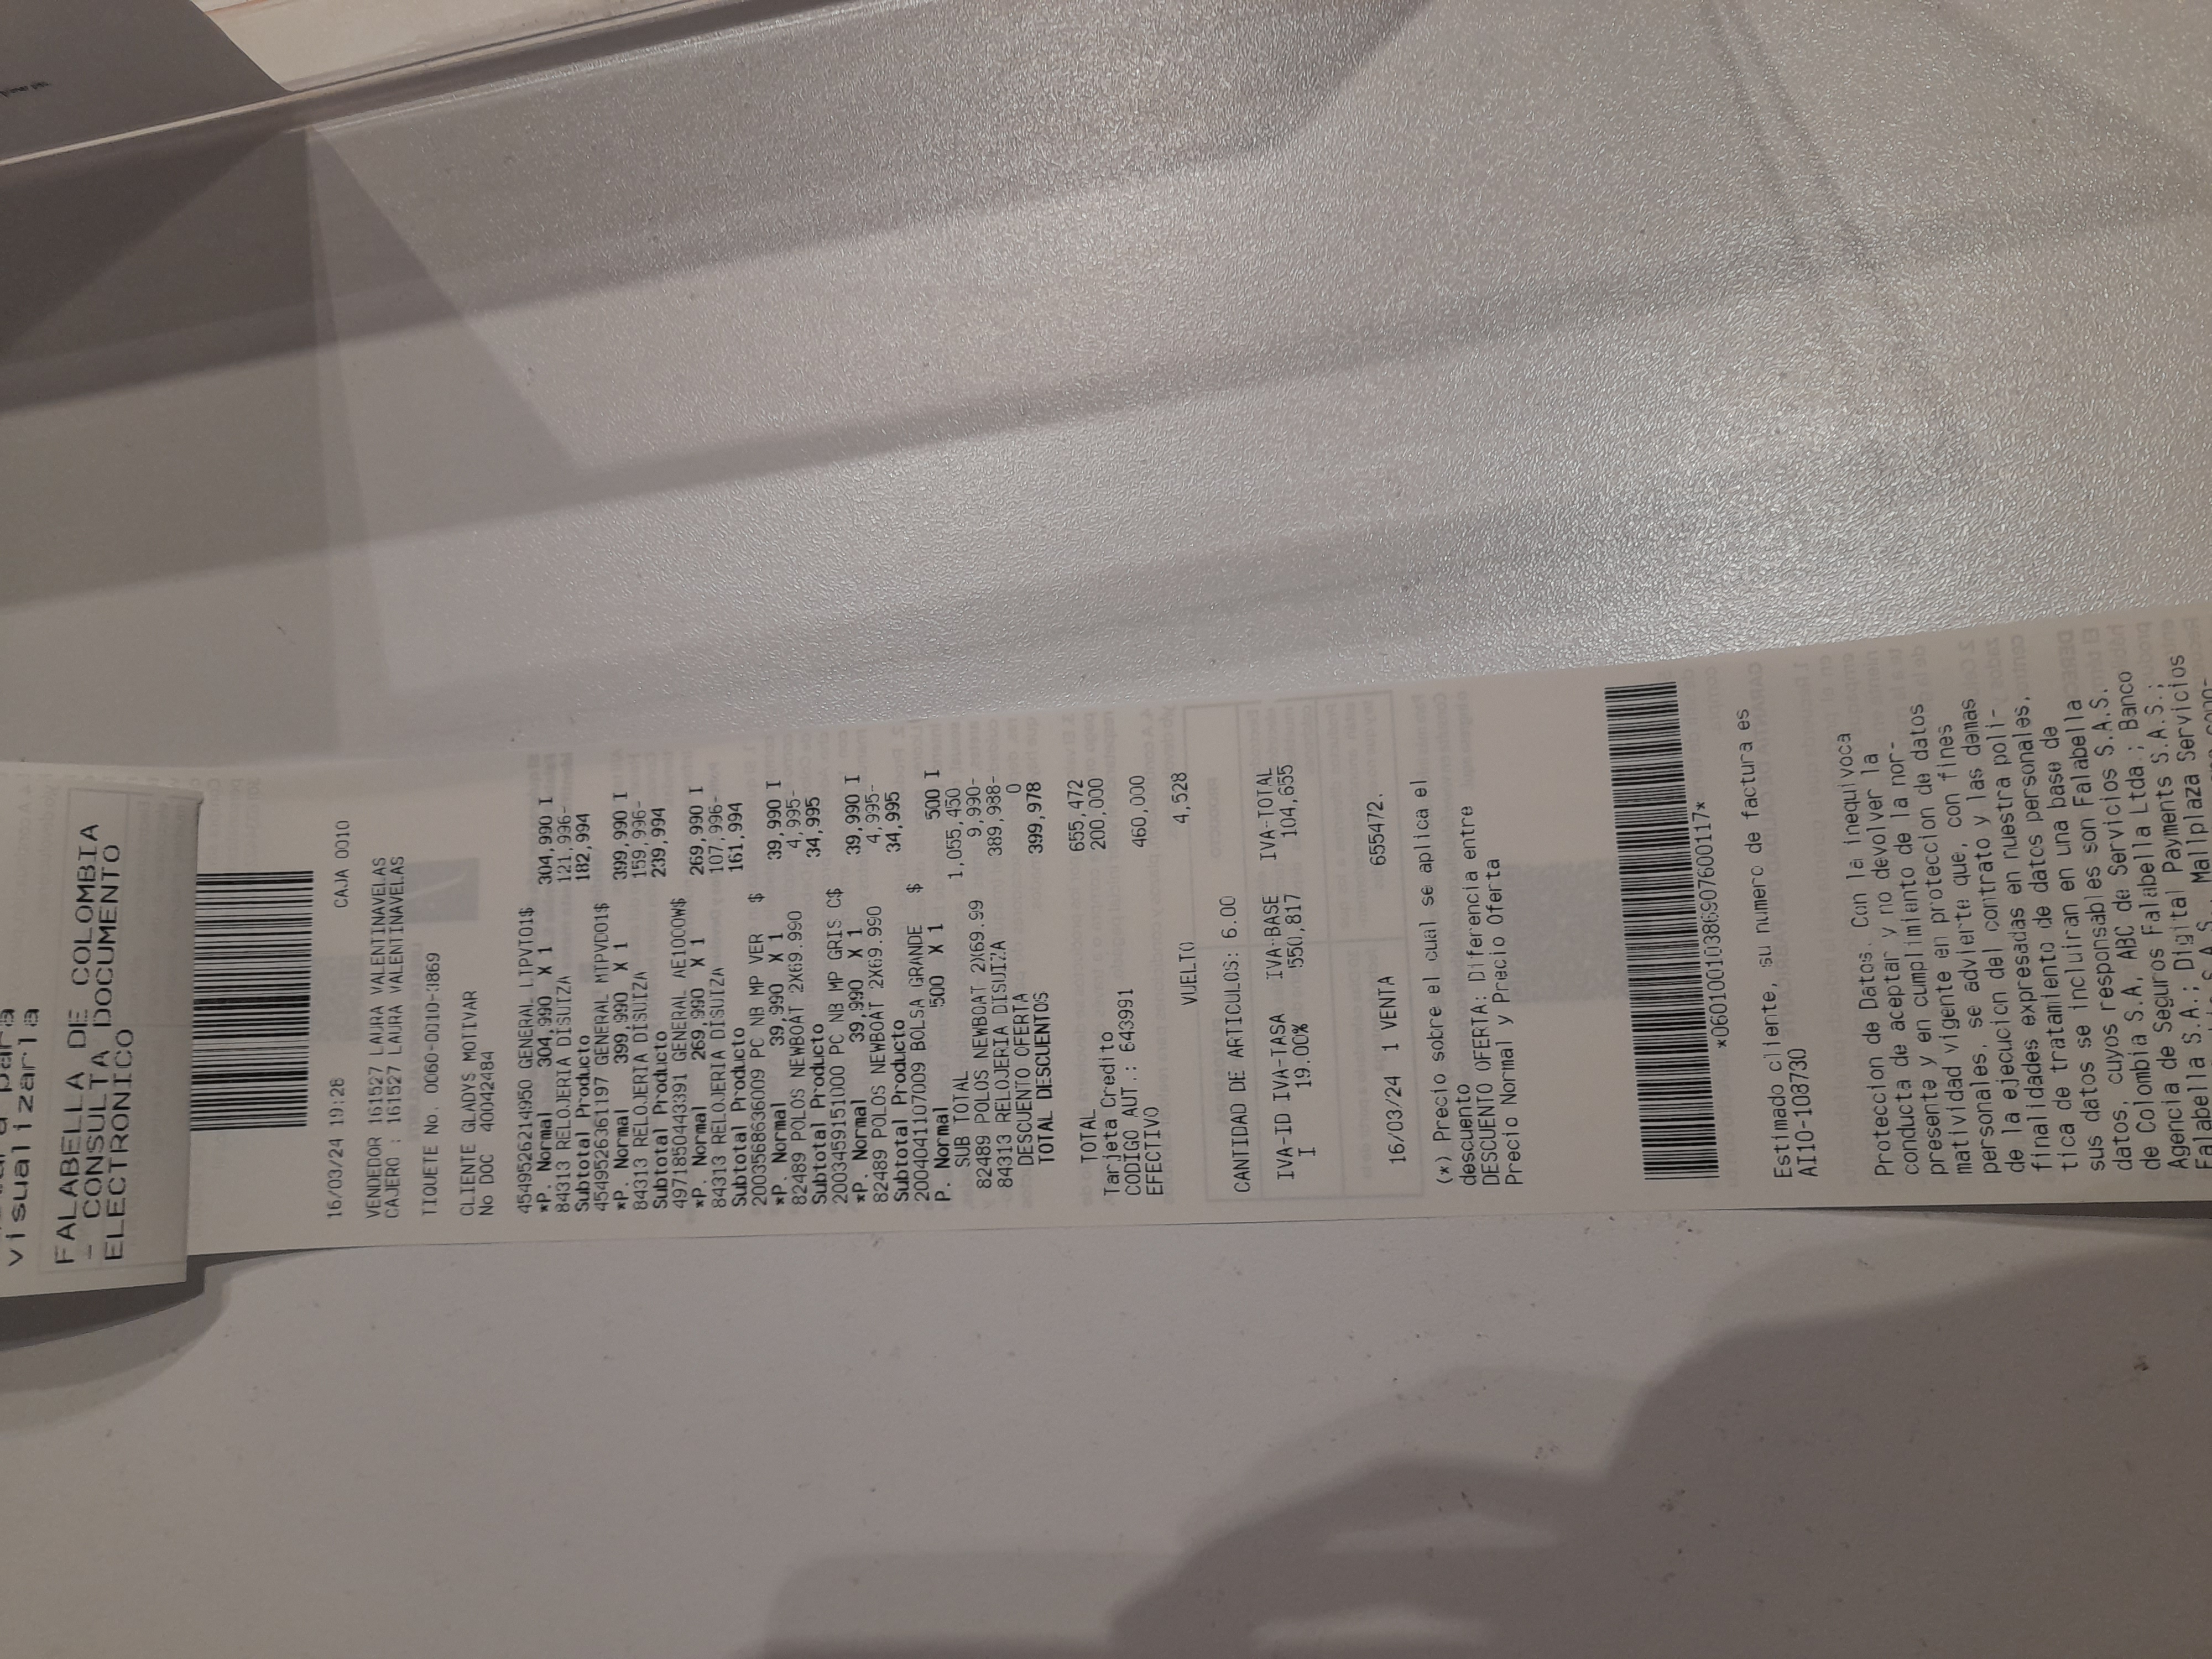 visualizarla
FALABELLA DE COLOMBIA
- CONSULTA DOCUMENTO
ELECTRONICO
16/03/24 19:28 CAJA 0010
VENDEDOR 161527 LAURA VALENTINAVELAS
CAJERO : 161527 LAURA VALENTINAVELAS
TIQUETE No. 0060-0010-3869
CLIENTE GLADYS MOTIVAR
No DOC 40042484
4549526214950 GENERAL LTPVT01$
*P. Normal 304,990 X 1 304,990 I
84313 RELOJERIA DISUIZA 121,996-
Subtotal Producto 182,994
4549526361197 GENERAL MTPVD01$
*P. Normal 399,990 X 1 399,990 I
84313 RELOJERIA DISUIZA 159,996-
Subtotal Producto 239,994
4971850443391 GENERAL AE1000W$
*P. Normal 269,990 X 1 269,990 I
84313 RELOJERIA DISUIZA 107,996-
Subtotal Producto 161,994
2003568636009 PC NB MP VER $
*P. Normal 39,990 X 1 39,990 I
82489 POLOS NEWBOAT 2X69.990 4,995-
Subtotal Producto 34,995
2003459151000 PC NB MP GRIS C$
*P. Normal 39,990 X 1 39,990 I
82489 POLOS NEWBOAT 2X69.990 4,995-
Subtotal Producto 34,995
2004041107009 BOLSA GRANDE $
P. Normal 500 X 1 500 I
SUB TOTAL 1,055,450
82489 POLOS NEWBOAT 2X69.99 9,990-
84313 RELOJERIA DISUIZA 389,988-
DESCUENTO OFERTA 0
TOTAL DESCUENTOS 399,978
TOTAL 655,472
Tarjeta Credito 200,000
CODIGO AUT.: 643991
EFECTIVO 460,000
VUELTO 4,528
CANTIDAD DE ARTICULOS: 6.00
IVA-ID IVA-TASA IVA-BASE IVA-TOTAL
I 19.00% 550,817 104,655
16/03/24 1 VENTA 655472.
(*) Precio sobre el cual se aplica el
descuento
DESCUENTO OFERTA: Diferencia entre
Precio Normal y Precio Oferta
*06010010386907600117*
Estimado cliente, su numero de factura es
AI10-108730
Proteccion de Datos. Con la inequivoca
conducta de aceptar y no devolver la
presente y en cumplimiento de la nor-
matividad vigente en proteccion de datos
personales, se advierte que, con fines
de la ejecucion del contrato y las demas
finalidades expresadas en nuestra poli-
tica de tratamiento de datos personales,
sus datos se incluiran en una base de
datos, cuyos responsables son Falabella
de Colombia S.A, ABC de Servicios S.A.S.
Agencia de Seguros Falabella Ltda.; Banco
Falabella S.A.; Digital Payments S.A.S.;
Mallplaza Servicios